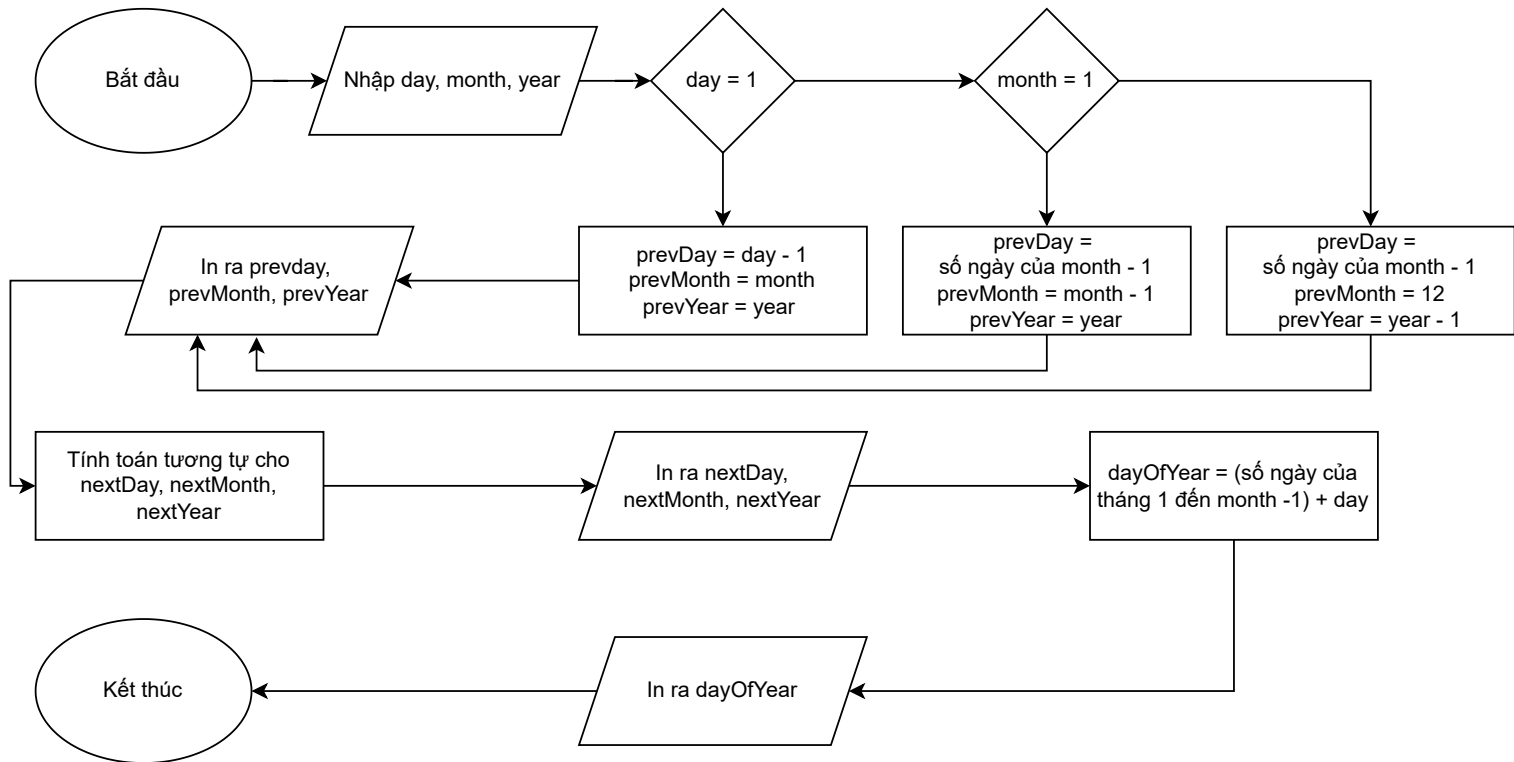 Bắt đầu
Nhập day, month, year
day = 1
month = 1
In ra prevday,
prevMonth, prevYear
prevDay = day - 1
prevMonth = month
prevYear = year
prevDay =
số ngày của month - 1
prevMonth = month - 1
prevYear = year
prevDay =
số ngày của month - 1
prevMonth = 12
prevYear = year - 1
Tính toán tương tự cho
nextDay, nextMonth,
nextYear
In ra nextDay,
nextMonth, nextYear
dayOfYear = (số ngày của
tháng 1 đến month -1) + day
Kết thúc
In ra dayOfYear